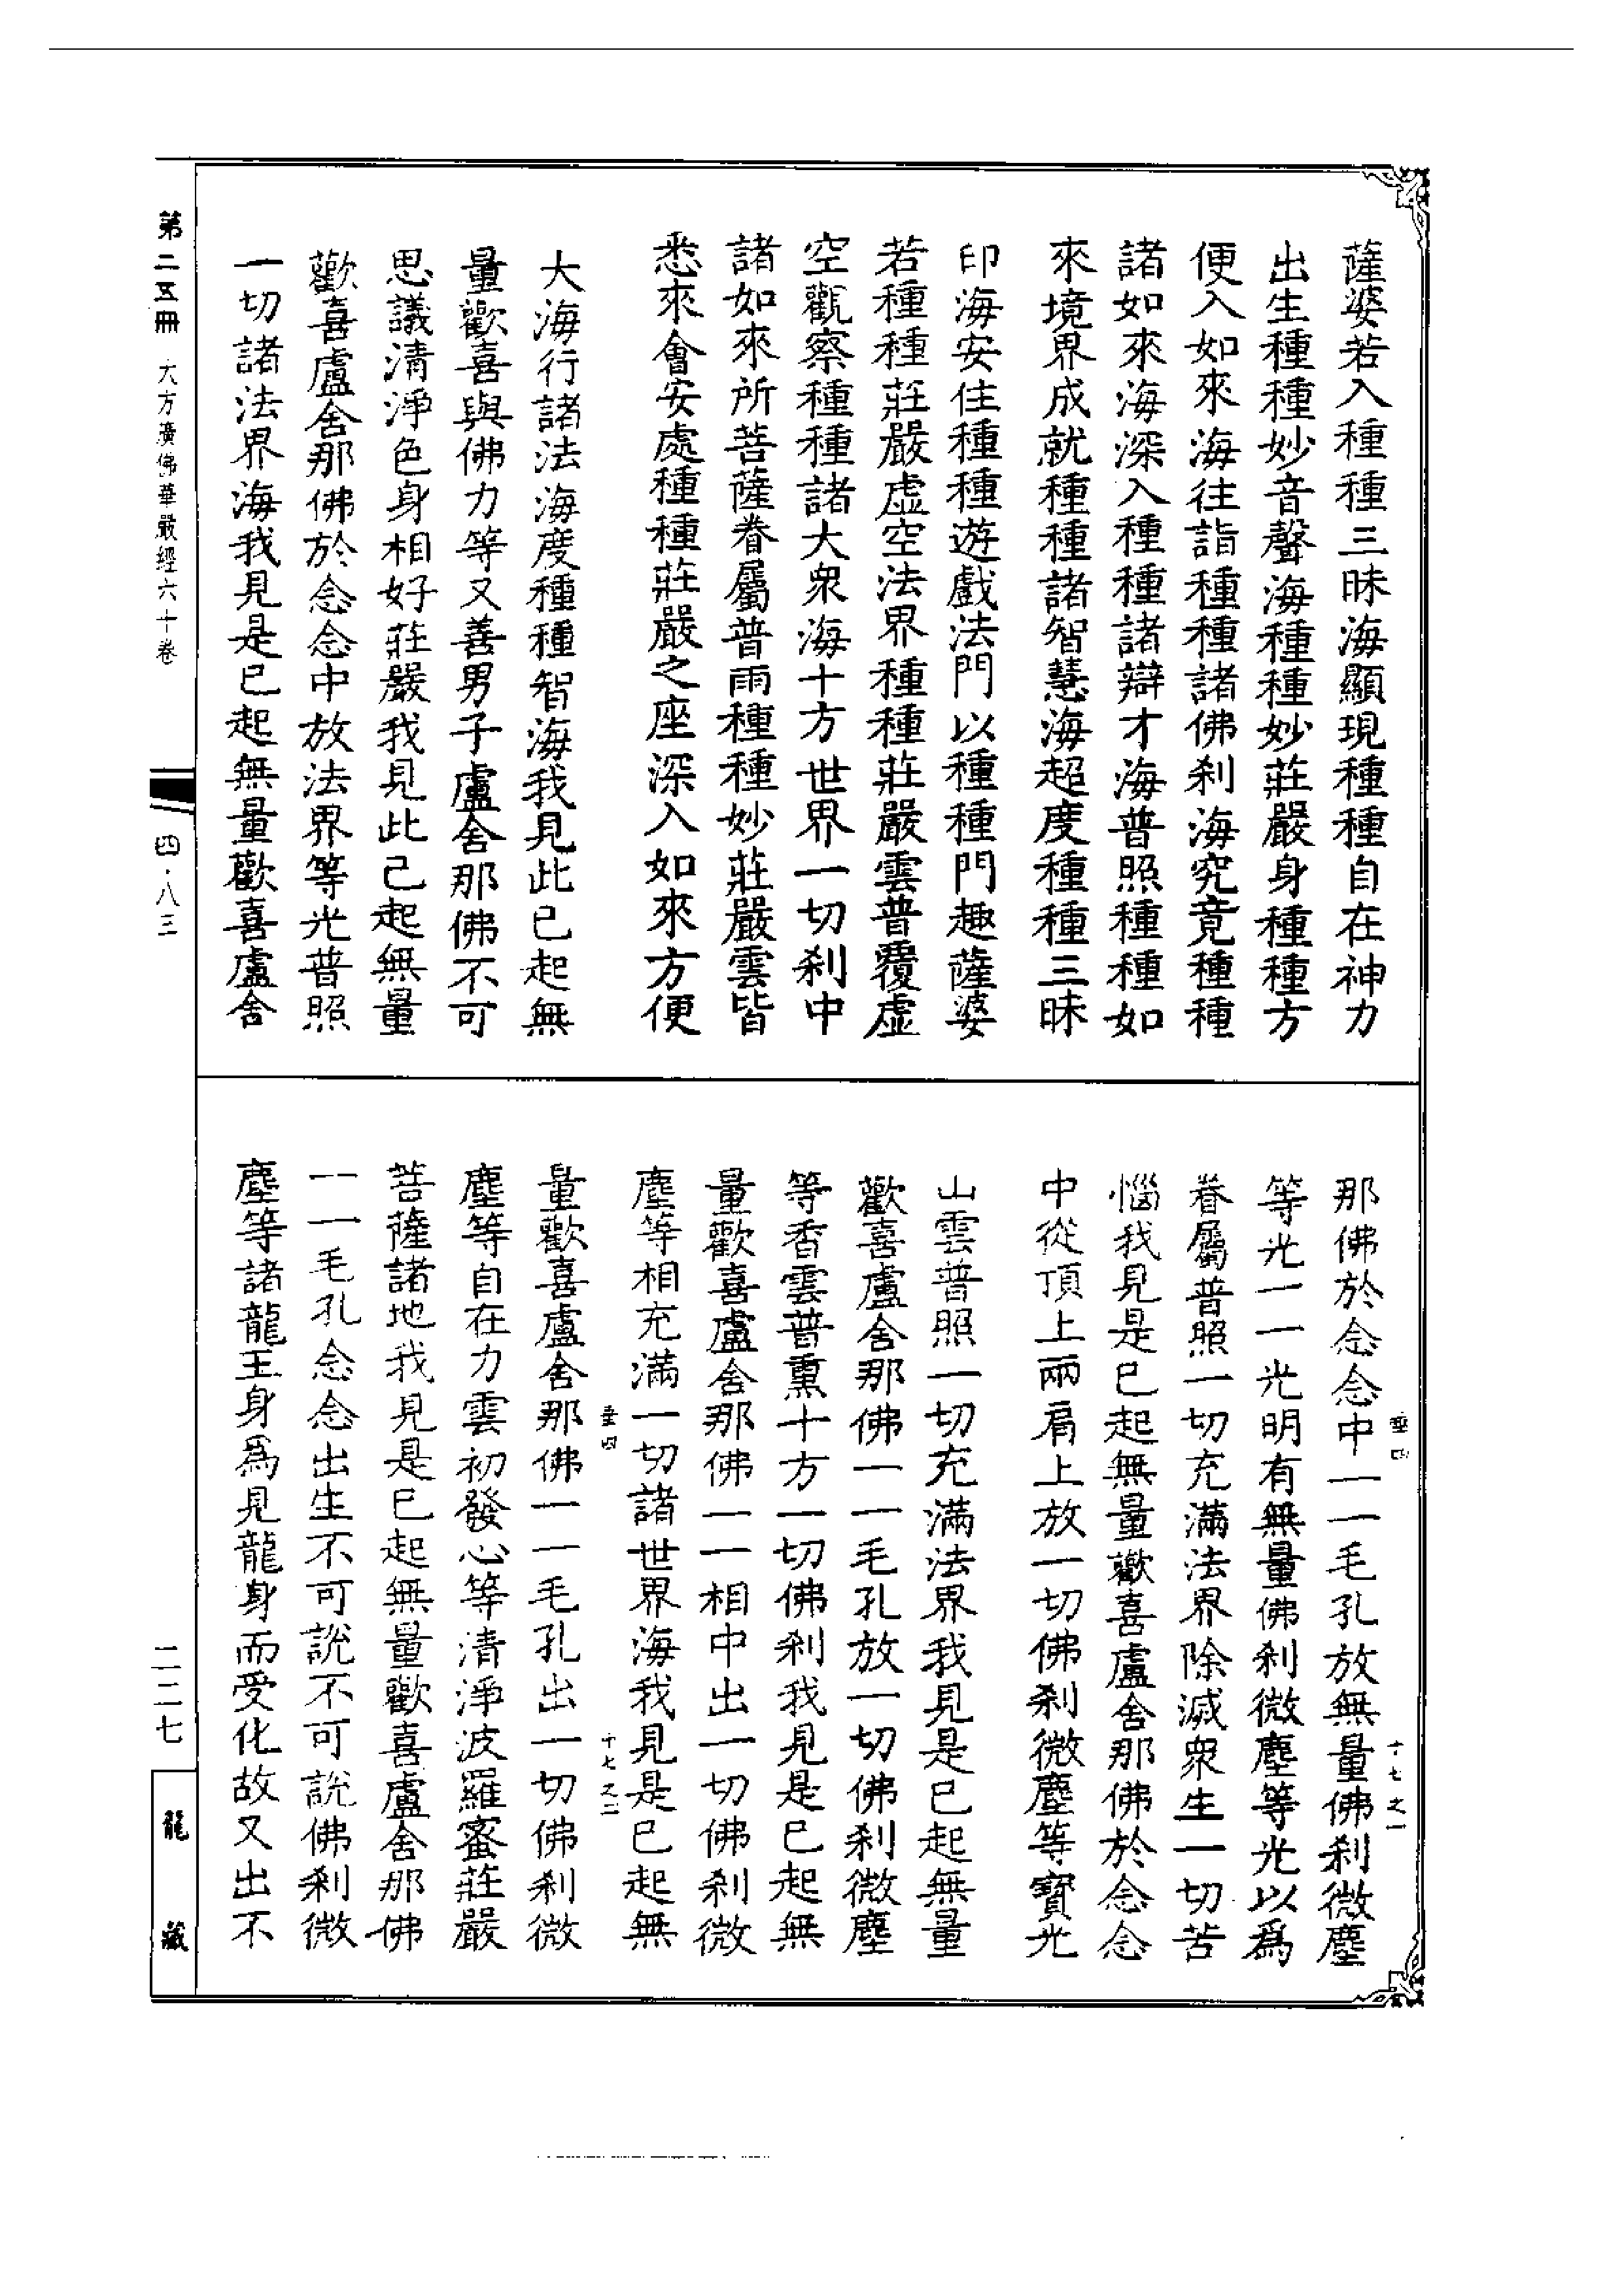 薩婆若入種種三昧海顯現種種自在神力
出生種種妙音聲海種種妙莊嚴身種種方
便入如來海往詣種種諸佛刹海究竟種種
諸如來海深入種種諸辯才海普照種種如
來境界成就種種諸智慧海超度種種三昧
印海安住種種遊戲法門以種種門趣薩婆
若種種莊嚴虛空法界種種莊嚴雲普覆虛
空觀察種種諸大衆海十方世界一切刹中
諸如來所菩薩眷屬普雨種種妙莊嚴雲皆
悉來會安處種種莊嚴之座深入如來方便
大海行諸法海度種種智海我見此已起無
量歡喜與佛力等又善男子盧舍那佛不可
思議清淨色身相好莊嚴我見此已起無量
歡喜盧舍那佛於念念中放法界等光普照
一切諸法界海我見是已起無量歡喜盧舍
那佛於念念中一一毛孔放無量佛刹微塵
等光一一光明有無量佛刹微塵等光以爲
眷屬普照一切充滿法界除滅衆生一切苦
惱我見是已起無量歡喜盧舍那佛於念念
中從頂上兩肩上放一切佛刹微塵等寶光
山雲普照一切充滿法界我見是已起無量
歡喜盧舍那佛一一毛孔放一切佛刹微塵
等香雲普熏十方一切佛刹我見是已起無
量歡喜盧舍那佛一一相中出一切佛刹微
塵等相充滿一切諸世界海我見是已起無
量歡喜盧舍那佛一一毛孔出一切佛刹微
塵等自在力雲初發心等清淨波羅蜜莊嚴
菩薩諸地我見是已起無量歡喜盧舍那佛
一一毛孔念念出生不可說不可說佛刹微
塵等諸龍王身爲見龍身而受化故又出不
垂四 十七之一
垂四 十七之二
第二五冊 大方廣佛華嚴經六十卷 四·八三
二二七
龍藏